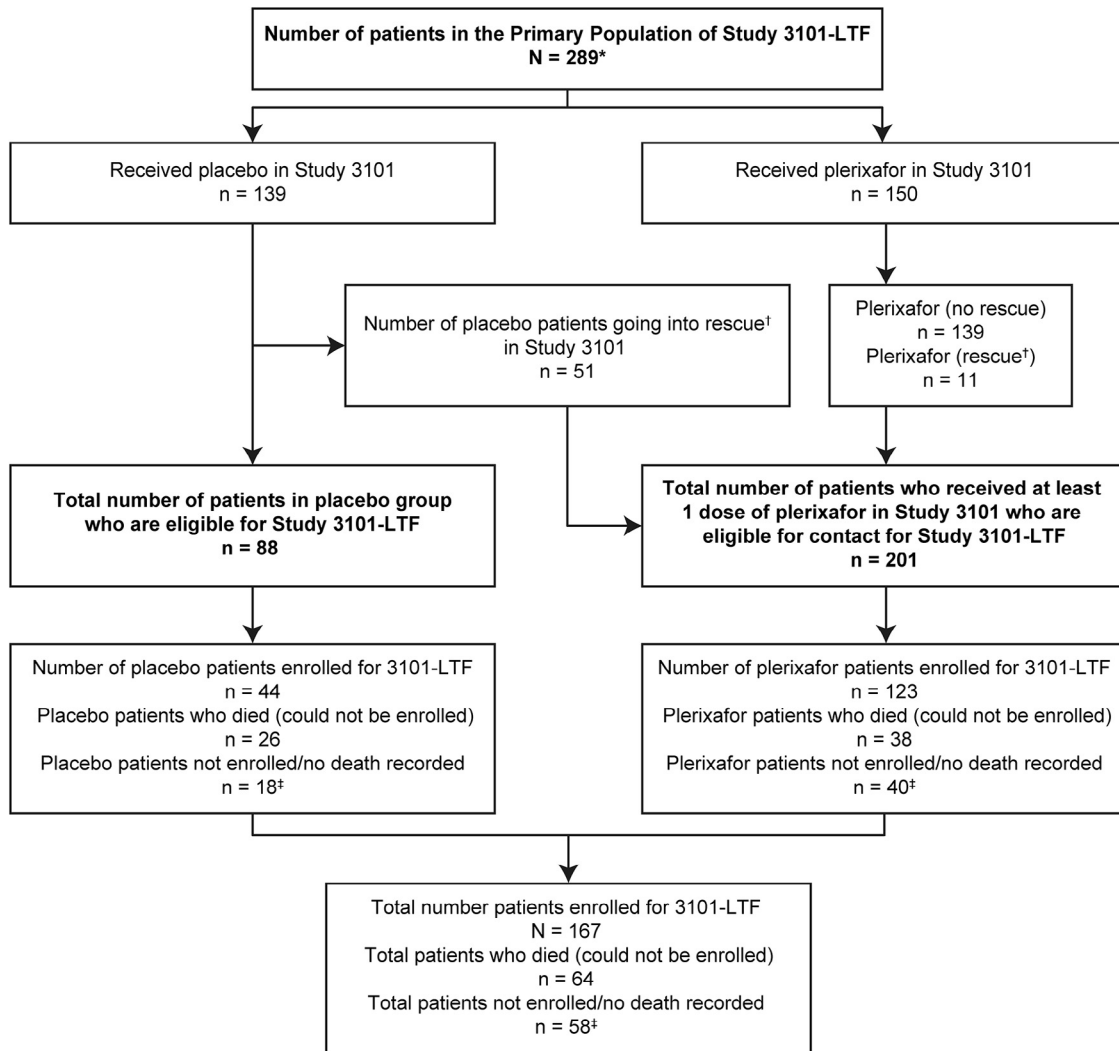 Number of patients in the Primary Population of Study 3101-LTF
N = 289*
Received placebo in Study 3101
n = 139
Received plerixafor in Study 3101
n = 150
Number of placebo patients going into rescue†
in Study 3101
n = 51
Plerixafor (no rescue)
n = 139
Plerixafor (rescue†)
n = 11
Total number of patients in placebo group
who are eligible for Study 3101-LTF
n = 88
Total number of patients who received at least
1 dose of plerixafor in Study 3101 who are
eligible for contact for Study 3101-LTF
n = 201
Number of placebo patients enrolled for 3101-LTF
n = 44
Placebo patients who died (could not be enrolled)
n = 26
Placebo patients not enrolled/no death recorded
n = 18‡
Number of plerixafor patients enrolled for 3101-LTF
n = 123
Plerixafor patients who died (could not be enrolled)
n = 38
Plerixafor patients not enrolled/no death recorded
n = 40‡
Total number patients enrolled for 3101-LTF
N = 167
Total patients who died (could not be enrolled)
n = 64
Total patients not enrolled/no death recorded
n = 58‡